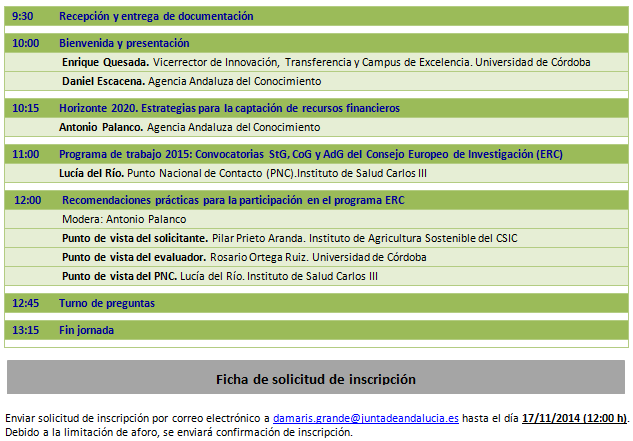 9:30 Recepción y entrega de documentación
10:00 Bienvenida y presentación
Enrique Quesada. Vicerrector de Innovación, Transferencia y Campus de Excelencia. Universidad de Córdoba
Daniel Escacena. Agencia Andaluza del Conocimiento
10:15 Horizonte 2020. Estrategias para la captación de recursos financieros
Antonio Palanco. Agencia Andaluza del Conocimiento
11:00 Programa de trabajo 2015: Convocatorias StG, CoG y AdG del Consejo Europeo de Investigación (ERC)
Lucía del Río. Punto Nacional de Contacto (PNC).Instituto de Salud Carlos III
12:00 Recomendaciones prácticas para la participación en el programa ERC
Modera: Antonio Palanco
Punto de vista del solicitante. Pilar Prieto Aranda. Instituto de Agricultura Sostenible del CSIC
Punto de vista del evaluador. Rosario Ortega Ruiz. Universidad de Córdoba
Punto de vista del PNC. Lucía del Río. Instituto de Salud Carlos III
12:45 Turno de preguntas
13:15 Fin jornada
Ficha de solicitud de inscripción
Enviar solicitud de inscripción por correo electrónico a damaris.grande@juntadeandalucia.es hasta el día 17/11/2014 (12:00 h).
Debido a la limitación de aforo, se enviará confirmación de inscripción.